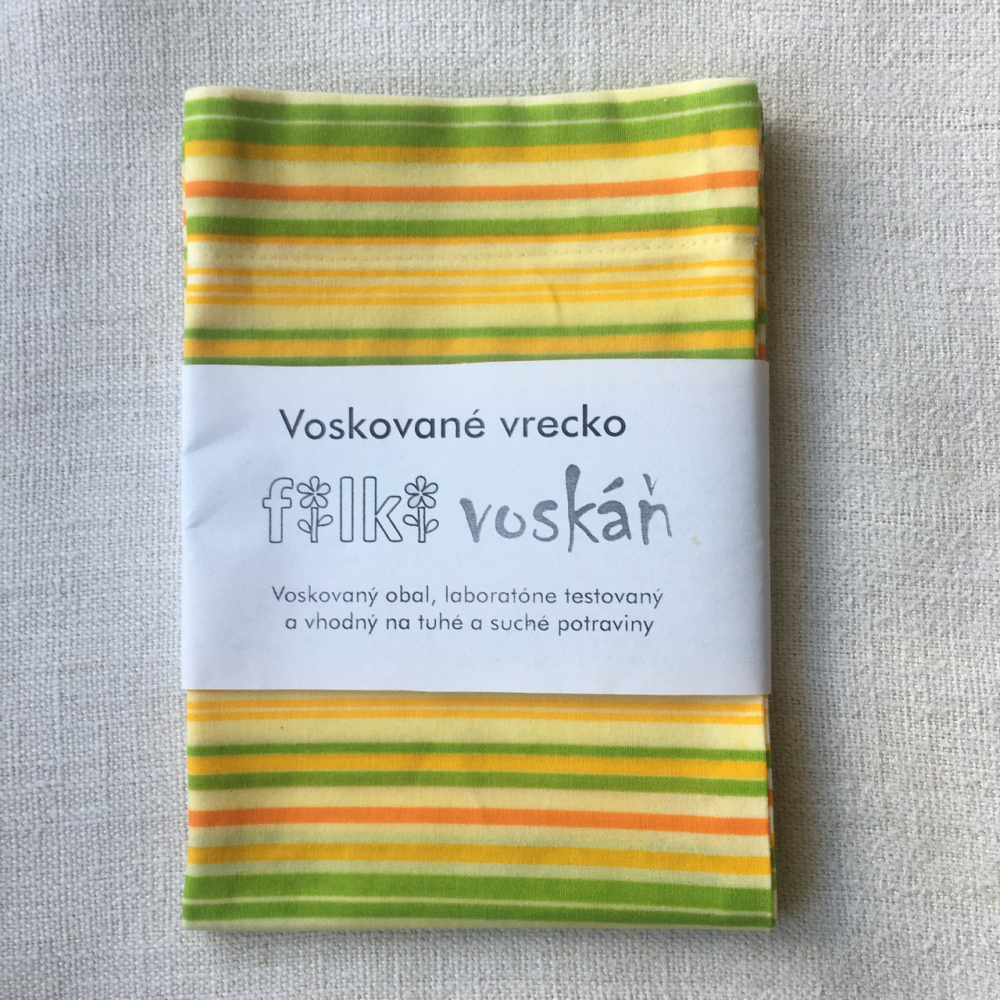 Voskované vrecko
filki voskáň
Voskovaný obal, laboratóne testovaný
a vhodný na tuhé a suché potraviny